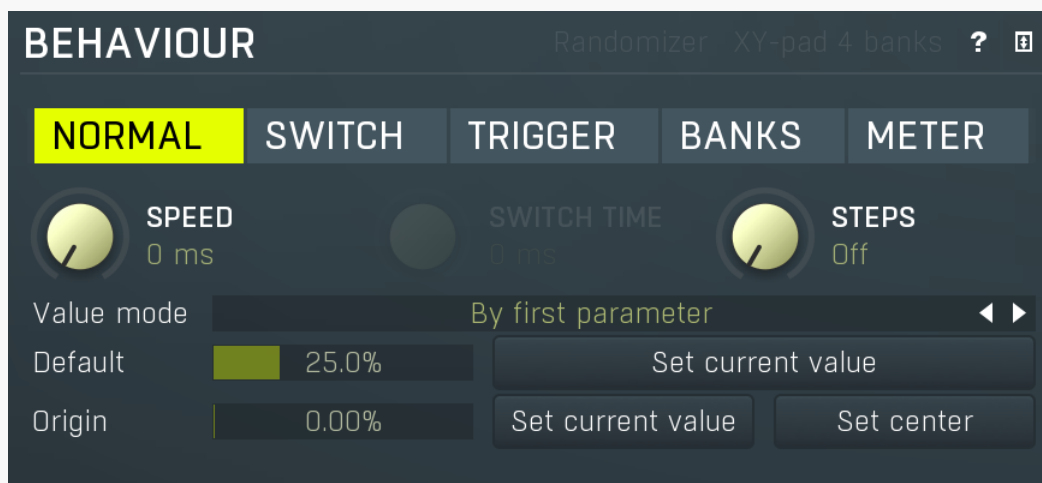 BEHAVIOUR Randomizer XY-pad 4 banks ?
NORMAL SWITCH TRIGGER BANKS METER
SPEED SWITCH TIME STEPS
0 ms 0 ms Off
Value mode By first parameter
Default 25.0% Set current value
Origin 0.00% Set current value Set center